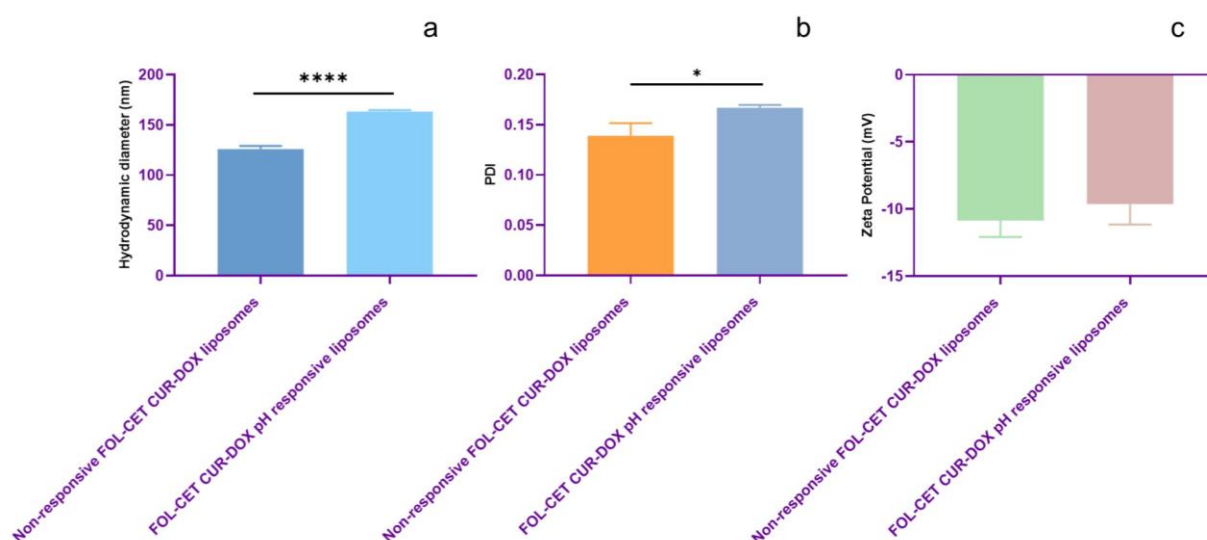 a
Hydrodynamic diameter (nm)
200
150
100
50
0
****
Non-responsive FOL-CET CUR-DOX liposomes
FOL-CET CUR-DOX pH responsive liposomes
b
PDI
0.20
0.15
0.10
0.05
0.00
*
Non-responsive FOL-CET CUR-DOX liposomes
FOL-CET CUR-DOX pH responsive liposomes
c
Zeta Potential (mV)
0
-5
-10
-15
Non-responsive FOL-CET CUR-DOX liposomes
FOL-CET CUR-DOX pH responsive liposomes